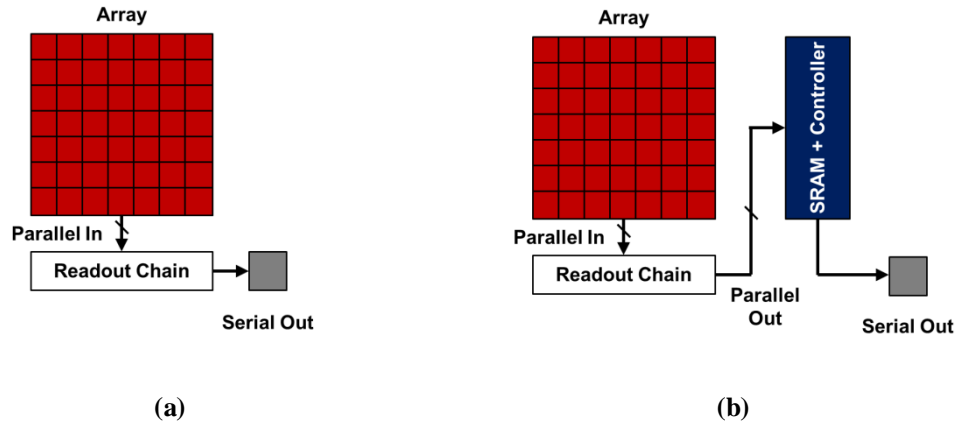 Array
Parallel In
Readout Chain
Serial Out
(a)
Array
Parallel In
Readout Chain
Parallel
Out
SRAM + Controller
Serial Out
(b)